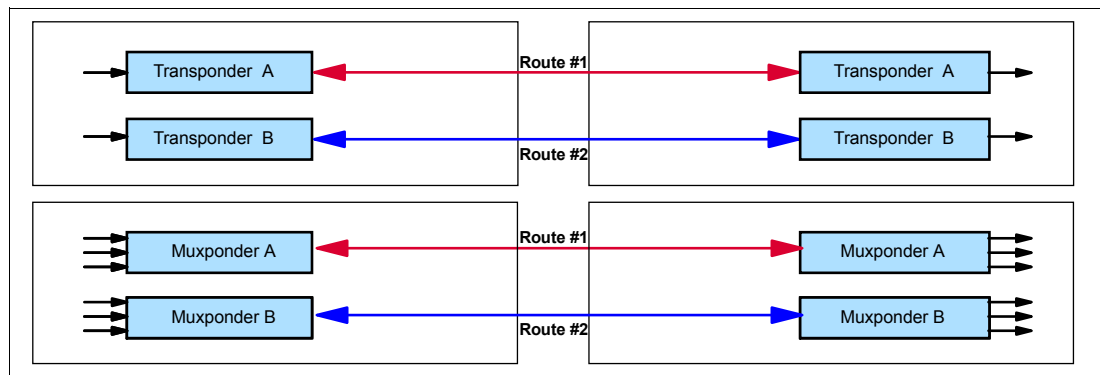 Transponder A
Route #1
Transponder A
Transponder B
Route #2
Transponder B
Muxponder A
Route #1
Muxponder A
Muxponder B
Route #2
Muxponder B